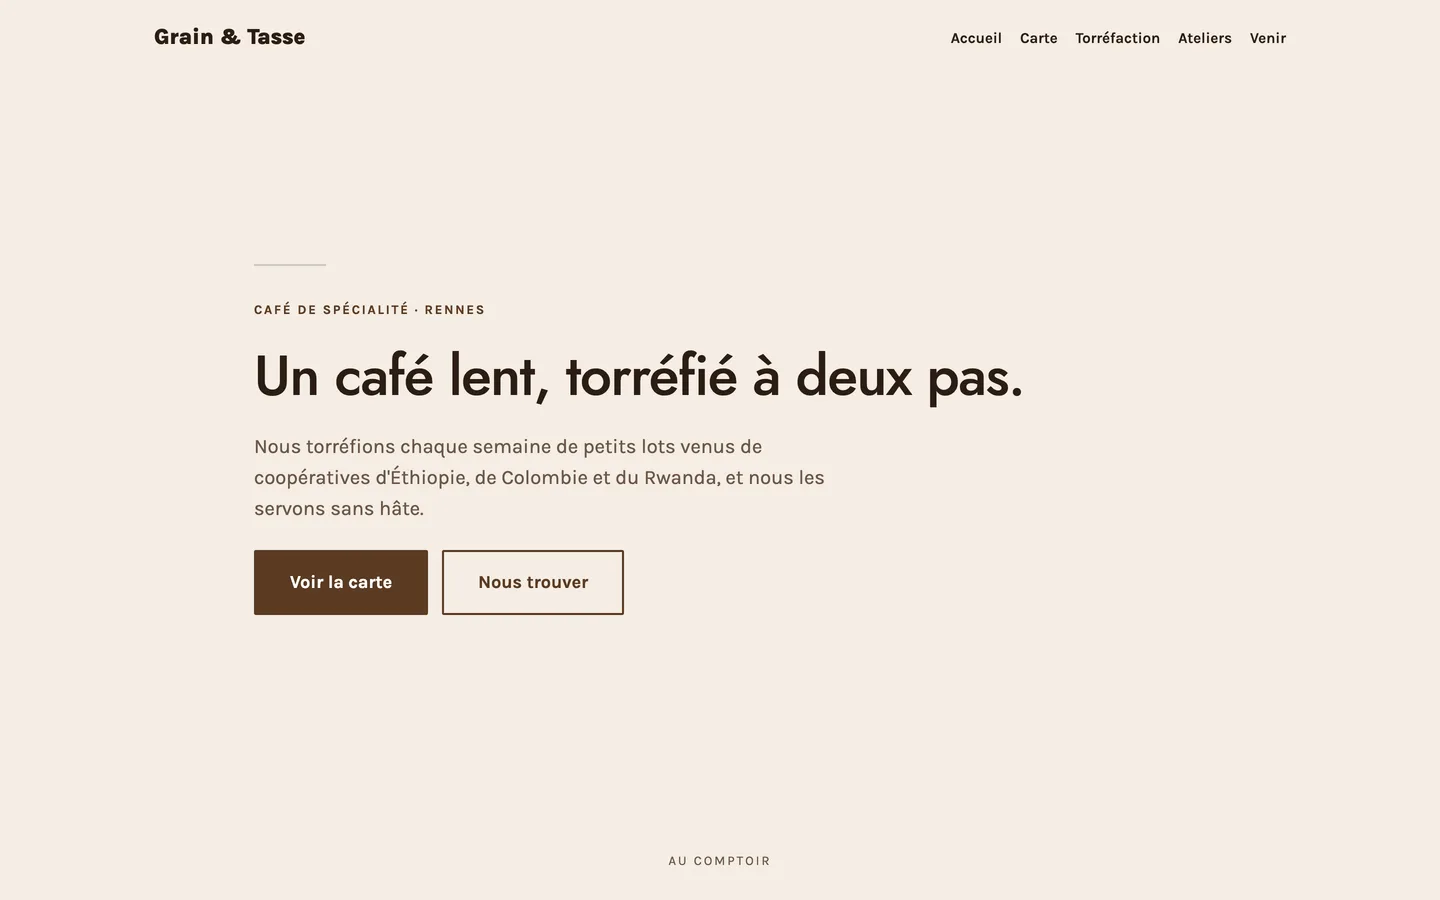 Grain & Tasse
Accueil Carte Torréfaction Ateliers Venir
CAFÉ DE SPÉCIALITÉ · RENNES
Un café lent, torréfié à deux pas.
Nous torréfions chaque semaine de petits lots venus de
coopératives d'Éthiopie, de Colombie et du Rwanda, et nous les
servons sans hâte.
Voir la carte Nous trouver
AU COMPTOIR